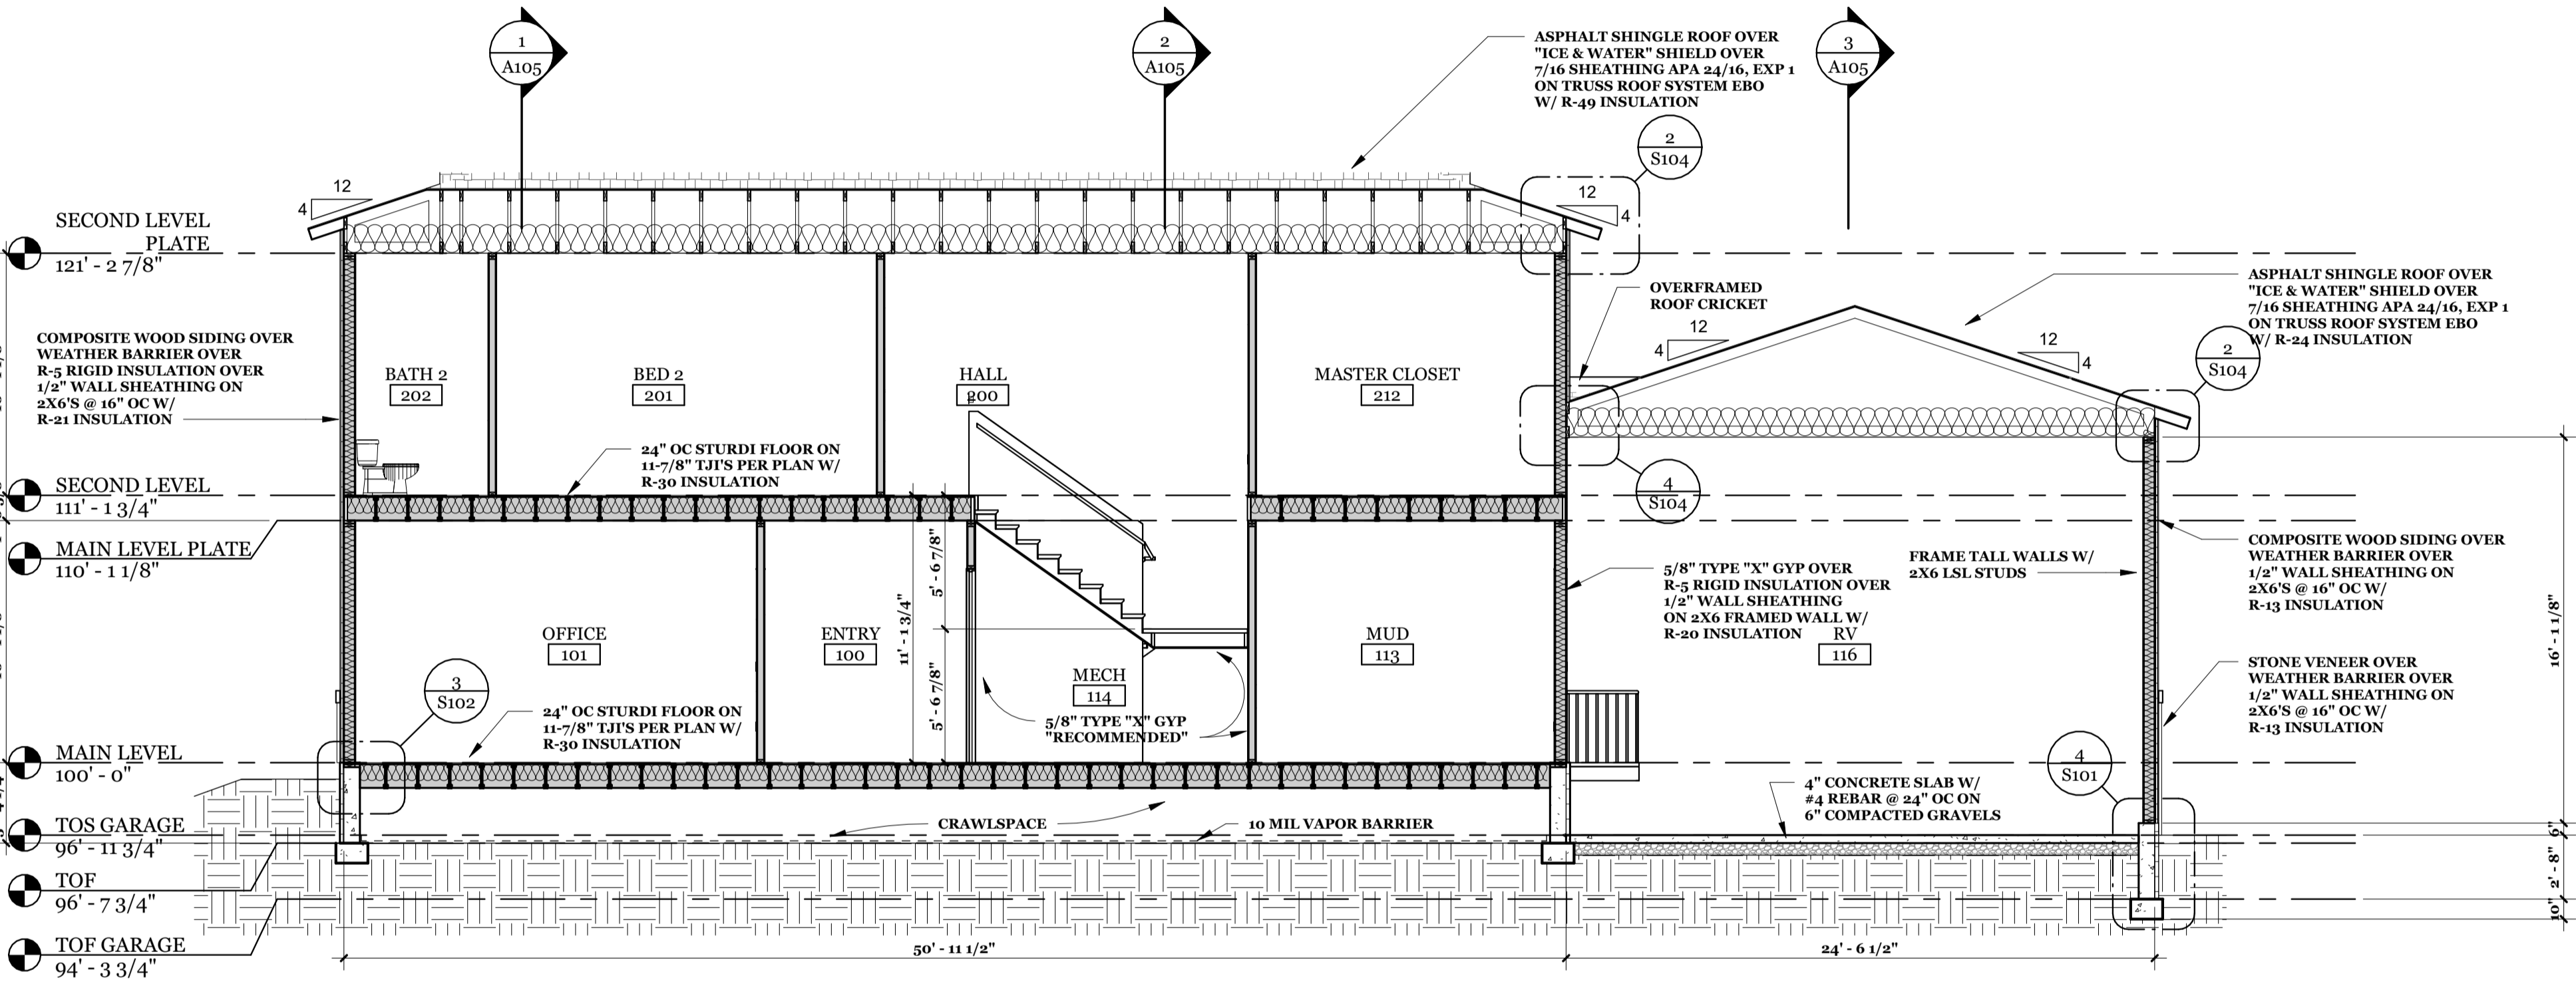 1
A105
2
A105
3
A105
ASPHALT SHINGLE ROOF OVER
"ICE & WATER" SHIELD OVER
7/16 SHEATHING APA 24/16, EXP 1
ON TRUSS ROOF SYSTEM EBO
W/ R-49 INSULATION
2
S104
12
4
12
4
SECOND LEVEL
PLATE
121' - 2 7/8"
OVERFRAMED
ROOF CRICKET
ASPHALT SHINGLE ROOF OVER
"ICE & WATER" SHIELD OVER
7/16 SHEATHING APA 24/16, EXP 1
ON TRUSS ROOF SYSTEM EBO
W/ R-24 INSULATION
12
4
12
4
2
S104
COMPOSITE WOOD SIDING OVER
WEATHER BARRIER OVER
R-5 RIGID INSULATION OVER
1/2" WALL SHEATHING ON
2X6'S @ 16" OC W/
R-21 INSULATION
BATH 2
202
BED 2
201
HALL
200
MASTER CLOSET
212
24" OC STURDI FLOOR ON
11-7/8" TJI'S PER PLAN W/
R-30 INSULATION
4
S104
SECOND LEVEL
111' - 1 3/4"
MAIN LEVEL PLATE
110' - 1 1/8"
5' - 6 7/8"
11' - 1 3/4"
5' - 6 7/8"
5/8" TYPE "X" GYP OVER
R-5 RIGID INSULATION OVER
1/2" WALL SHEATHING
ON 2X6 FRAMED WALL W/
R-20 INSULATION
FRAME TALL WALLS W/
2X6 LSL STUDS
COMPOSITE WOOD SIDING OVER
WEATHER BARRIER OVER
1/2" WALL SHEATHING ON
2X6'S @ 16" OC W/
R-13 INSULATION
16' - 1 1/8"
OFFICE
101
ENTRY
100
MECH
114
MUD
113
RV
116
3
S102
24" OC STURDI FLOOR ON
11-7/8" TJI'S PER PLAN W/
R-30 INSULATION
5/8" TYPE "X" GYP
"RECOMMENDED"
STONE VENEER OVER
WEATHER BARRIER OVER
1/2" WALL SHEATHING ON
2X6'S @ 16" OC W/
R-13 INSULATION
MAIN LEVEL
100' - 0"
4
S101
4" CONCRETE SLAB W/
#4 REBAR @ 24" OC ON
6" COMPACTED GRAVELS
CRAWLSPACE
10 MIL VAPOR BARRIER
TOS GARAGE
96' - 11 3/4"
6"
TOF
96' - 7 3/4"
2' - 8"
10"
TOF GARAGE
94' - 3 3/4"
50' - 11 1/2"
24' - 6 1/2"